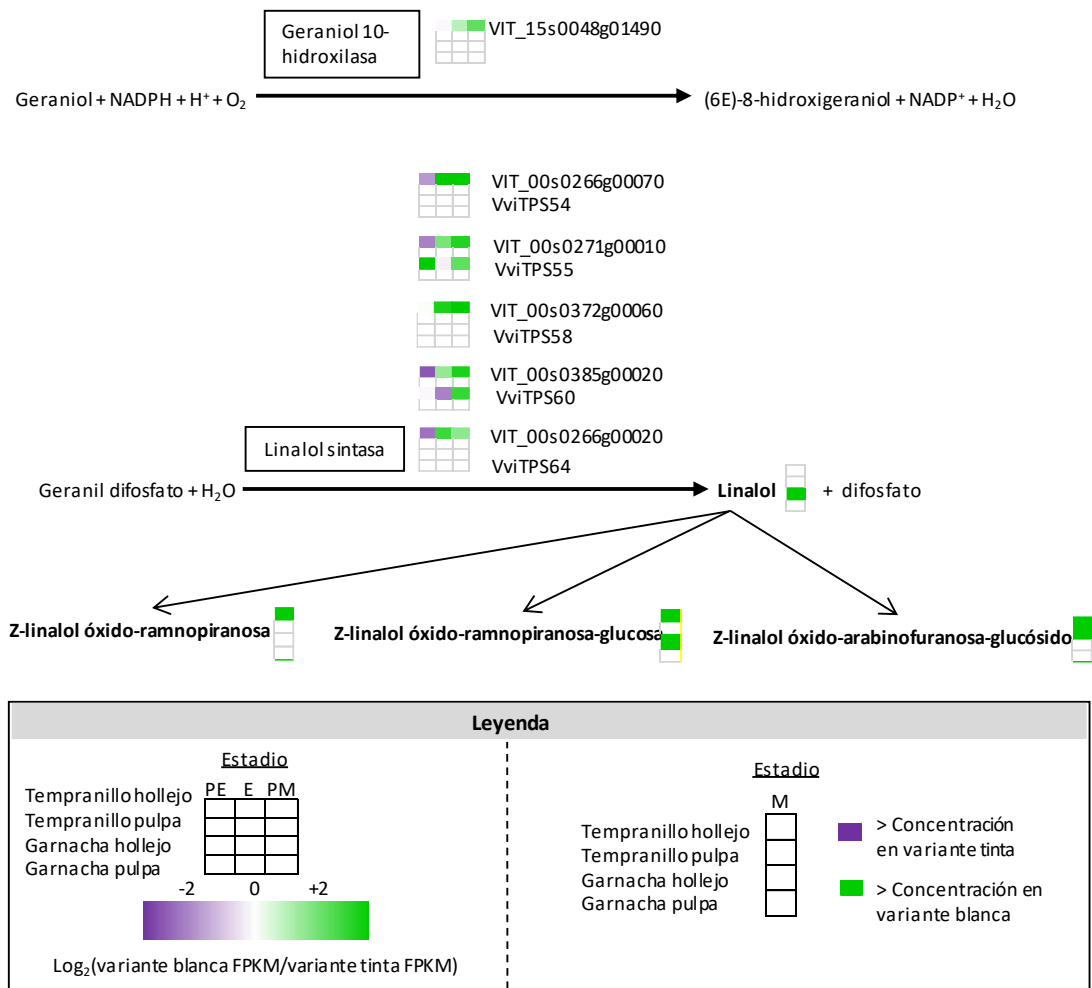 Geraniol 10-
hidroxilasa
VIT_15s0048g01490
Geraniol + NADPH + H⁺ + O₂
(6E)-8-hidroxigeraniol + NADP⁺ + H₂O
VIT_00s0266g00070
VviTPS54
VIT_00s0271g00010
VviTPS55
VIT_00s0372g00060
VviTPS58
VIT_00s0385g00020
VviTPS60
VIT_00s0266g00020
VviTPS64
Linalol sintasa
Geranil difosfato + H₂O
Linalol + difosfato
Z-linalol óxido-ramnopiranosa
Z-linalol óxido-ramnopiranosa-glucosa
Z-linalol óxido-arabinofuranosa-glucósido
Leyenda
Estadio
PE E PM
Tempranillo hollejo
Tempranillo pulpa
Garnacha hollejo
Garnacha pulpa
-2 0 +2
Log₂(variante blanca FPKM/variante tinta FPKM)
Estadio
M
Tempranillo hollejo
Tempranillo pulpa
Garnacha hollejo
Garnacha pulpa
> Concentración
en variante tinta
> Concentración en
variante blanca